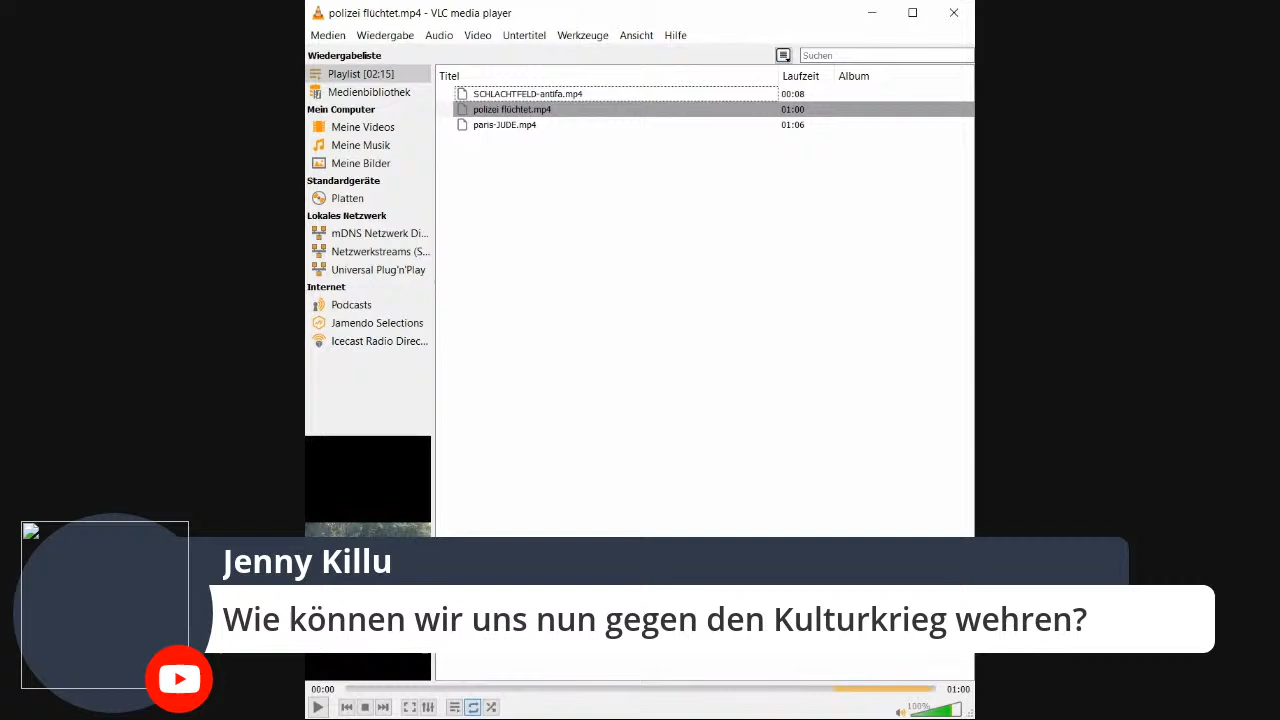 polizei flüchtet.mp4 - VLC media player
Medien Wiedergabe Audio Video Untertitel Werkzeuge Ansicht Hilfe
Wiedergabeliste
Suchen
Playlist [02:15]
Medienbibliothek
Mein Computer
Meine Videos
Meine Musik
Meine Bilder
Standardgeräte
Platten
Lokales Netzwerk
mDNS Netzwerk Di...
Netzwerkstreams (S...
Universal Plug'n'Play
Internet
Podcasts
Jamendo Selections
Icecast Radio Direc...
Titel Laufzeit Album
SCHLACHTFELD-antifa.mp4 00:08
polizei flüchtet.mp4 01:00
paris-JUDE.mp4 01:06
Jenny Killu
Wie können wir uns nun gegen den Kulturkrieg wehren?
00:00 01:00
100%